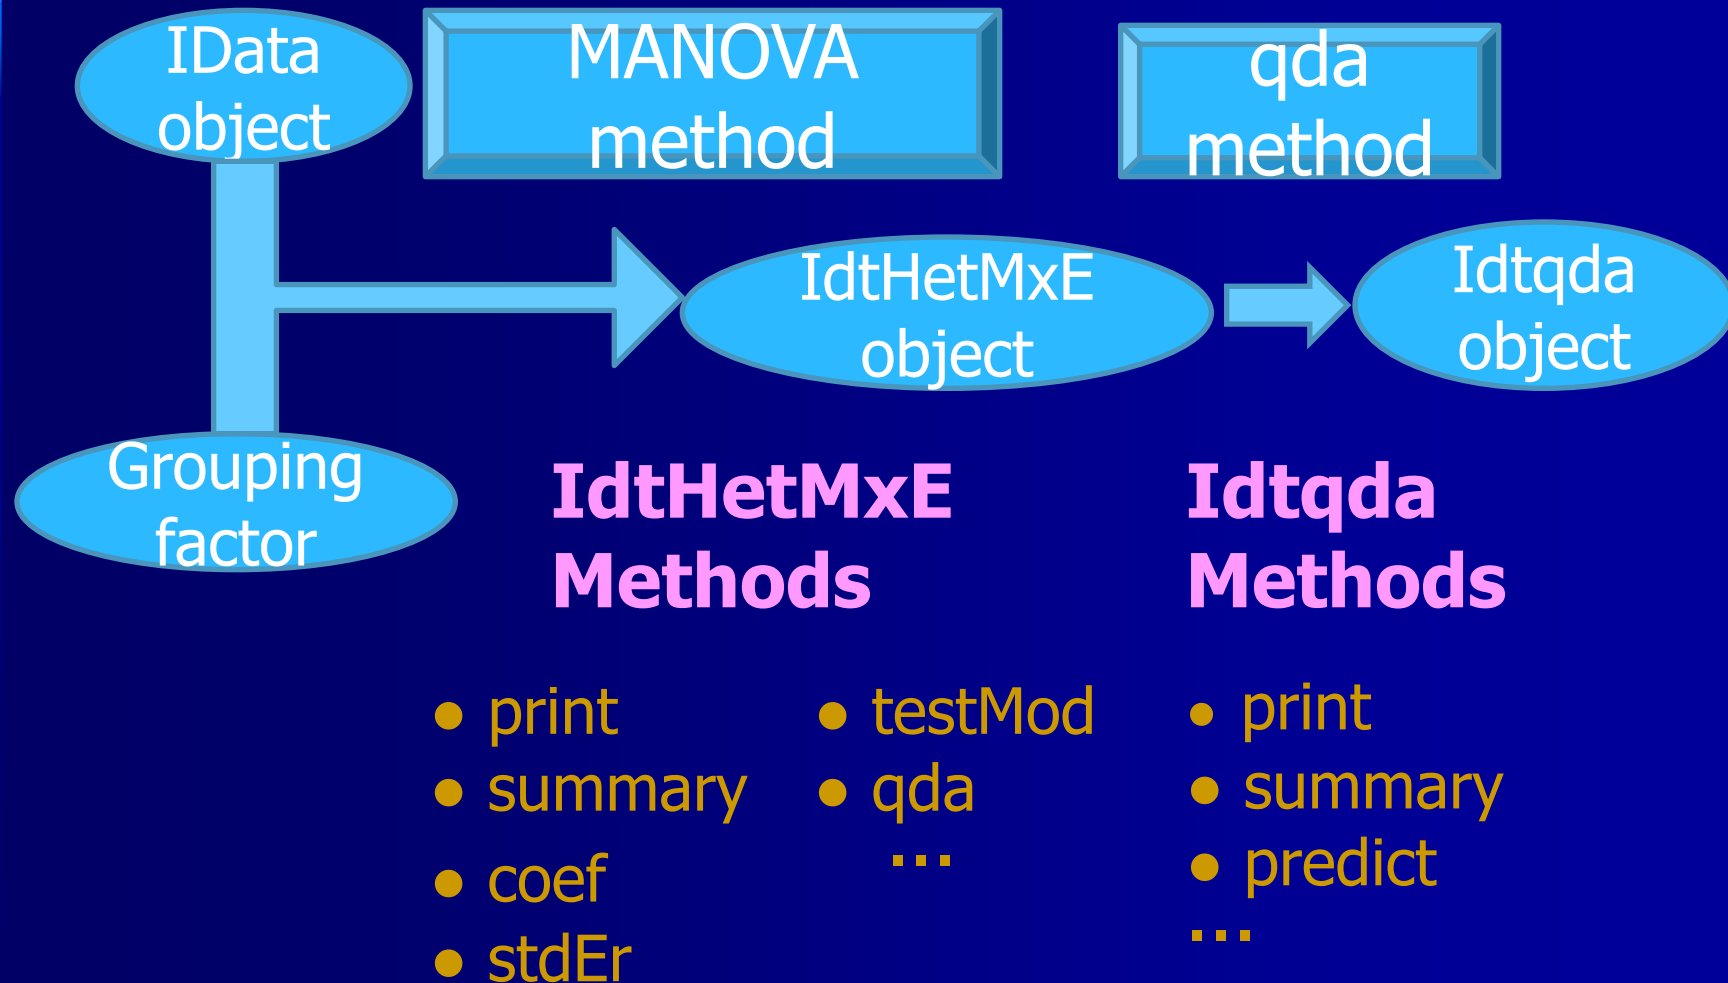 IData
object
MANOVA
method
qda
method
IdtHetMxE
object
Idtqda
object
Grouping
factor
IdtHetMxE
Methods
● print
● summary
● coef
● stdEr
● testMod
● qda
...
Idtqda
Methods
● print
● summary
● predict
...